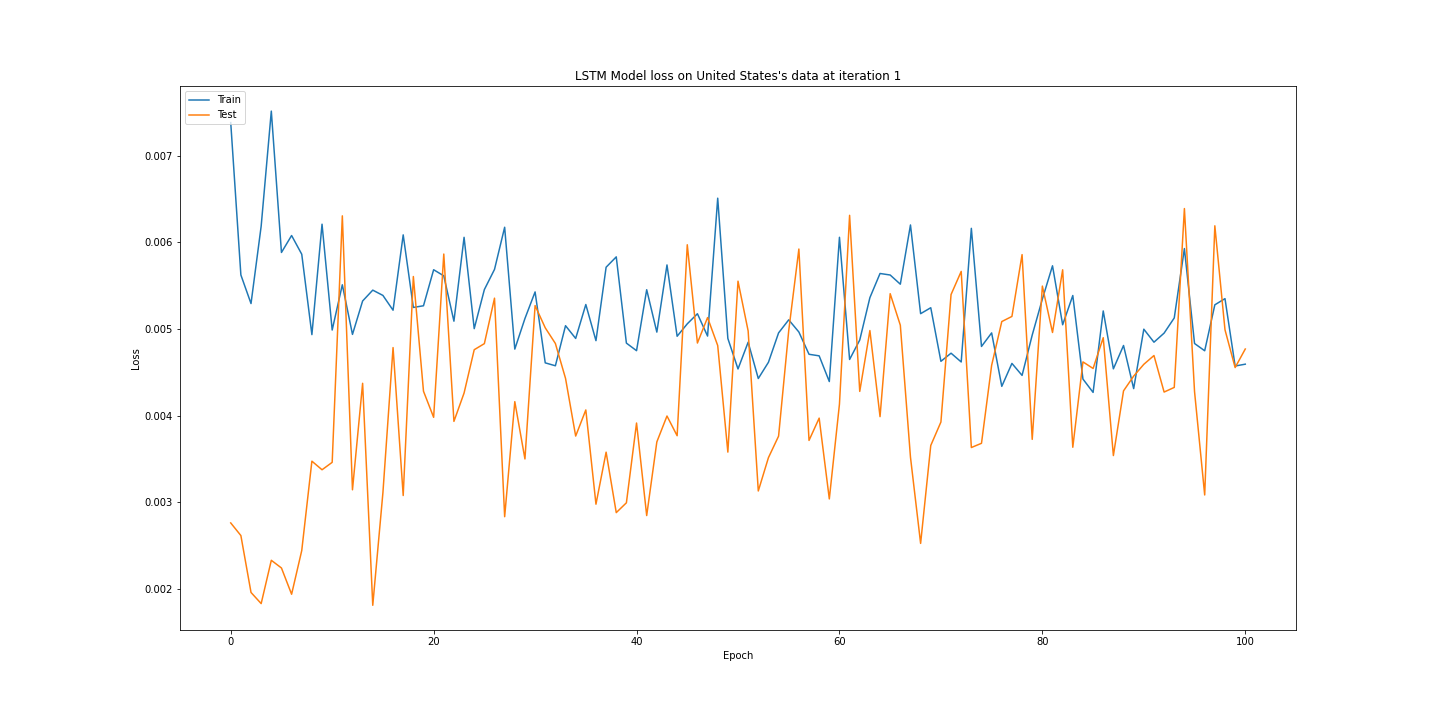 LSTM Model loss on United States's data at iteration 1
Train
Test
0.007
0.006
0.005
0.004
0.003
0.002
Loss
0 20 40 60 80 100
Epoch